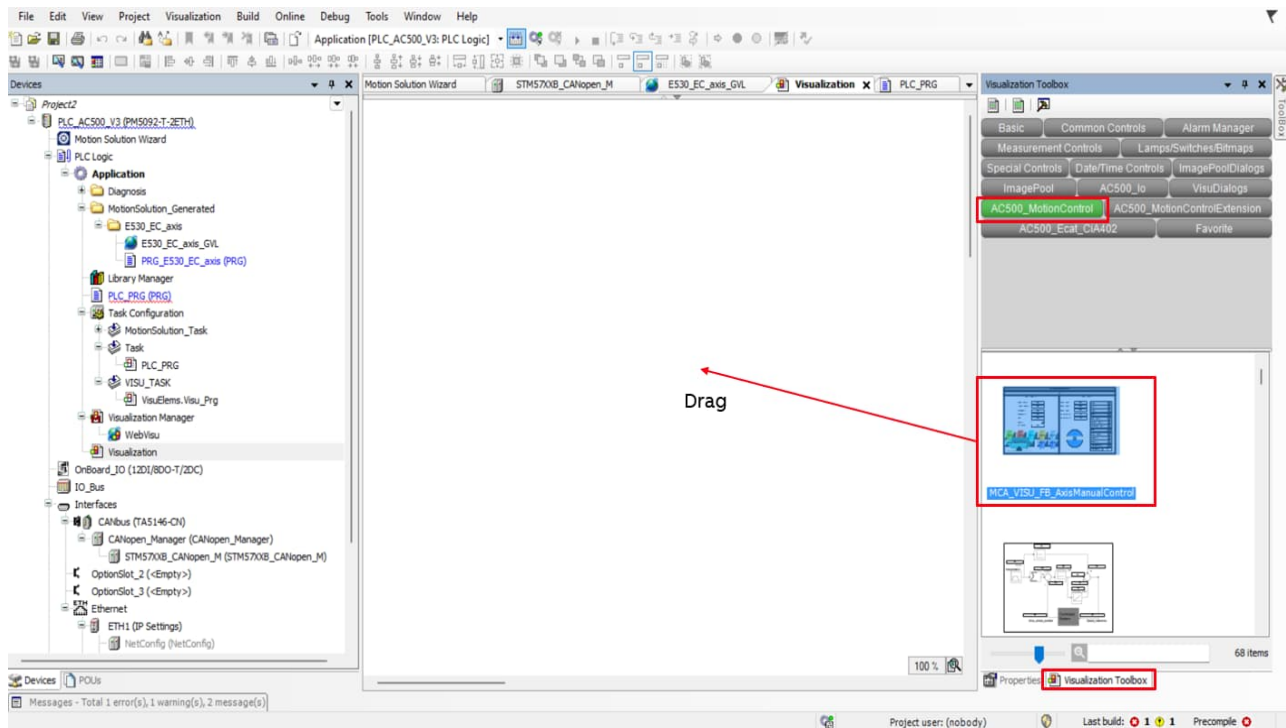 File Edit View Project Visualization Build Online Debug Tools Window Help
Application [PLC_AC500_V3: PLC Logic]
Devices
Project2
PLC_AC500_V3 (PM5092-T-2ETH)
Motion Solution Wizard
PLC Logic
Application
Diagnosis
MotionSolution_Generated
E530_EC_axis
E530_EC_axis_GVL
PRG_E530_EC_axis (PRG)
Library Manager
PLC_PRG (PRG)
Task Configuration
MotionSolution_Task
Task
PLC_PRG
VISU_TASK
VisuElems.Visu_Prg
Visualization Manager
WebVisu
Visualization
OnBoard_IO (12DI/8DO-T/2DC)
IO_Bus
Interfaces
CANbus (TA5146-CN)
CANopen_Manager (CANopen_Manager)
STM57XXB_CANopen_M (STM57XXB_CANopen_M)
OptionSlot_2 (<Empty>)
OptionSlot_3 (<Empty>)
Ethernet
ETH1 (IP Settings)
NetConfig (NetConfig)
Devices POUs
Motion Solution Wizard STM57XXB_CANopen_M E530_EC_axis_GVL Visualization PLC_PRG
Drag
100 %
Visualization Toolbox
Basic Common Controls Alarm Manager
Measurement Controls Lamps/Switches/Bitmaps
Special Controls Date/Time Controls ImagePoolDialogs
ImagePool AC500_Io VisuDialogs
AC500_MotionControl AC500_MotionControlExtension
AC500_Ecat_CIA402 Favorite
MCA_VISU_FB_AxisManualControl
68 items
Properties Visualization Toolbox
ToolBox
Messages - Total 1 error(s), 1 warning(s), 2 message(s)
Project user: (nobody) Last build: 1 1 Precompile